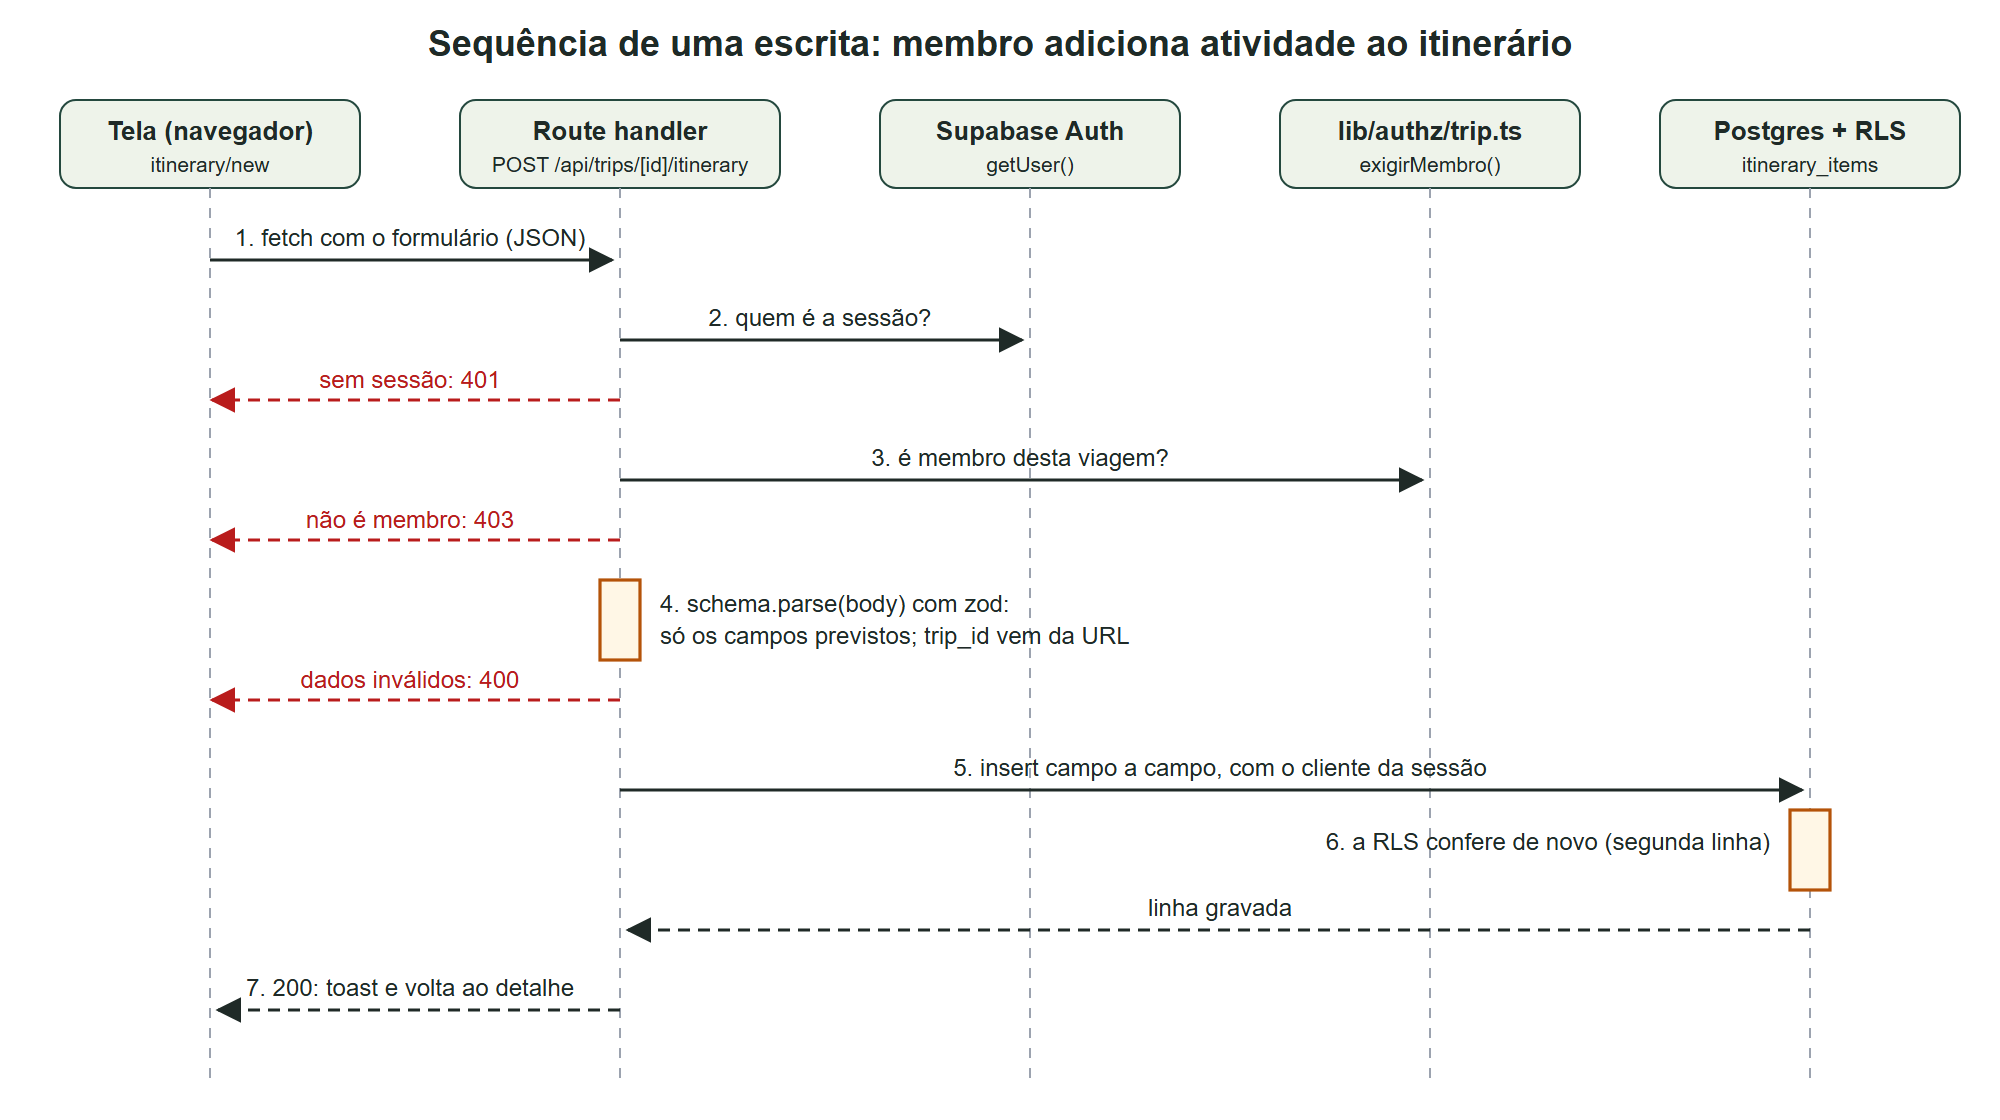 Sequência de uma escrita: membro adiciona atividade ao itinerário
Tela (navegador)
itinerary/new
Route handler
POST /api/trips/[id]/itinerary
Supabase Auth
getUser()
lib/authz/trip.ts
exigirMembro()
Postgres + RLS
itinerary_items
1. fetch com o formulário (JSON)
2. quem é a sessão?
sem sessão: 401
3. é membro desta viagem?
não é membro: 403
4. schema.parse(body) com zod:
só os campos previstos; trip_id vem da URL
dados inválidos: 400
5. insert campo a campo, com o cliente da sessão
6. a RLS confere de novo (segunda linha)
linha gravada
7. 200: toast e volta ao detalhe